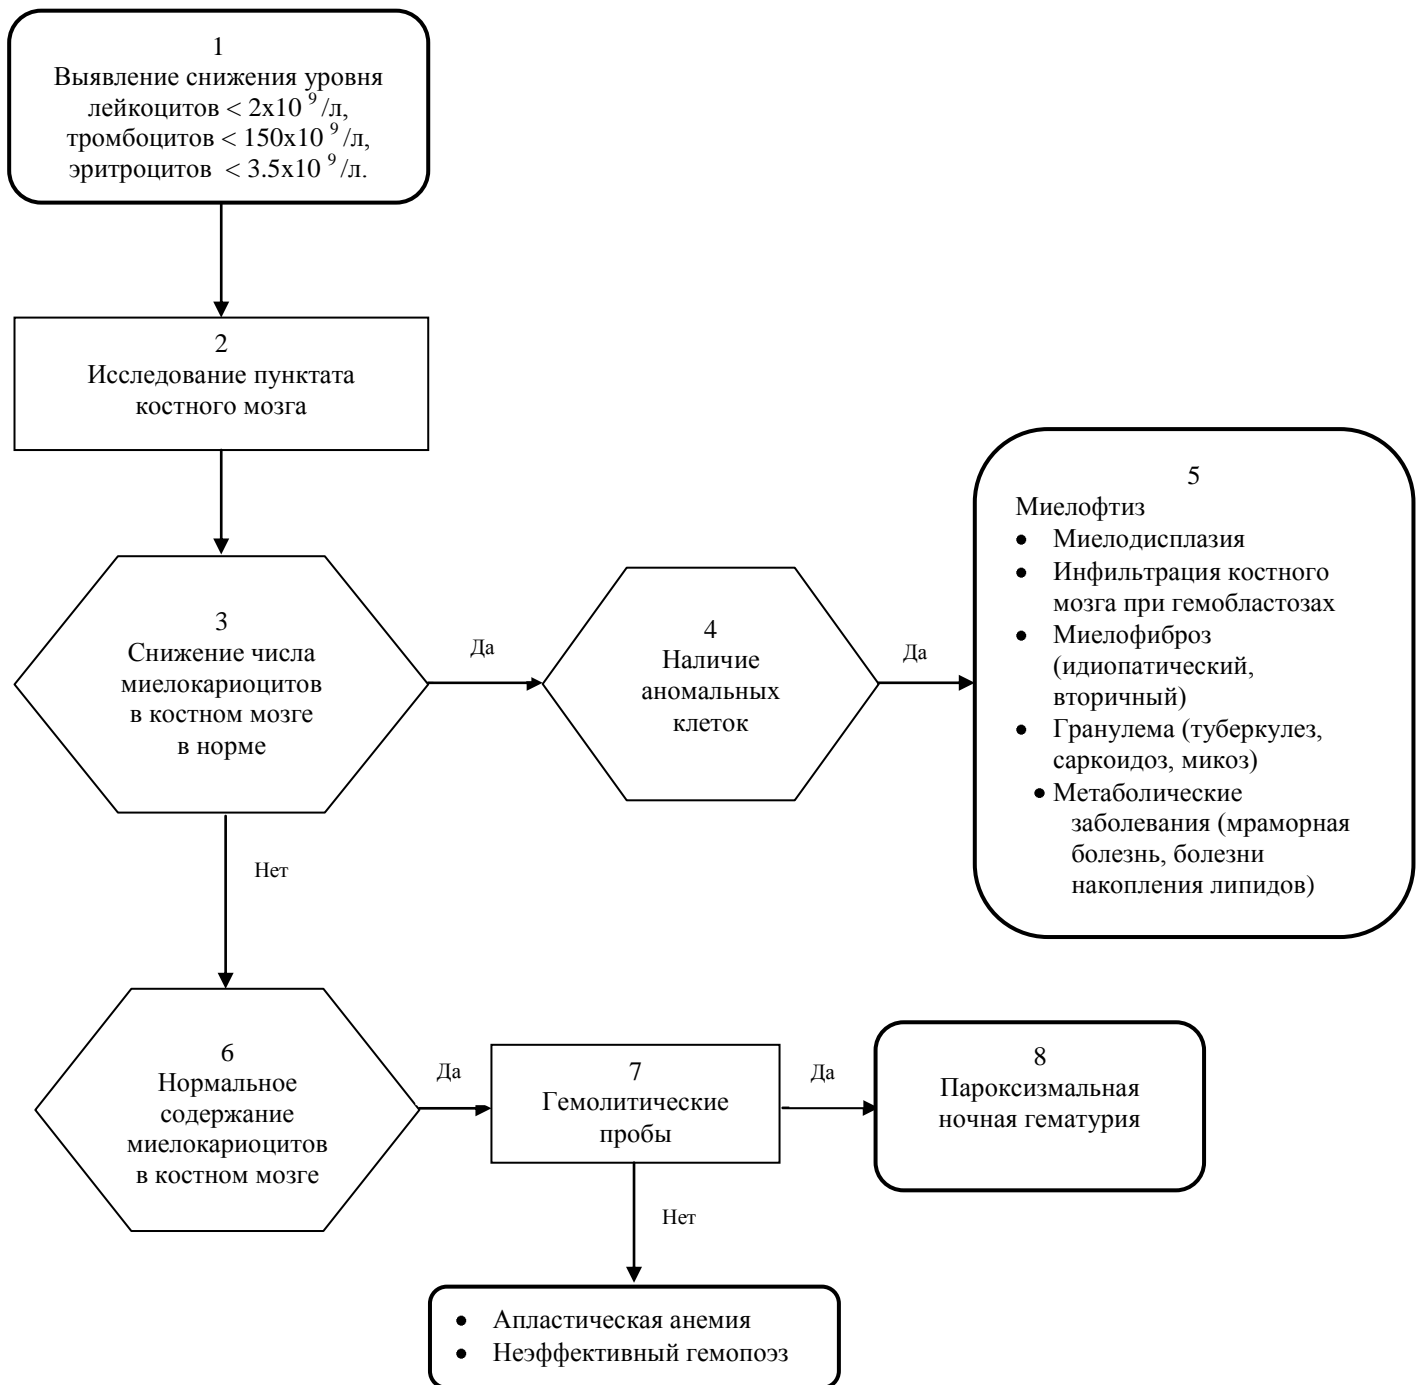 1
Выявление снижения уровня
лейкоцитов < 2x10 9 /л,
тромбоцитов < 150x10 9 /л,
эритроцитов < 3.5x10 9 /л.
2
Исследование пунктата
костного мозга
3
Снижение числа
миелокариоцитов
в костном мозге
в норме
Да
4
Наличие
аномальных
клеток
Да
5
Миелофтиз
• Миелодисплазия
• Инфильтрация костного
мозга при гемобластозах
• Миелофиброз
(идиопатический,
вторичный)
• Гранулема (туберкулез,
саркоидоз, микоз)
• Метаболические
заболевания (мраморная
болезнь, болезни
накопления липидов)
Нет
6
Нормальное
содержание
миелокариоцитов
в костном мозге
Да
7
Гемолитические
пробы
Да
8
Пароксизмальная
ночная гематурия
Нет
• Апластическая анемия
• Неэффективный гемопоэз